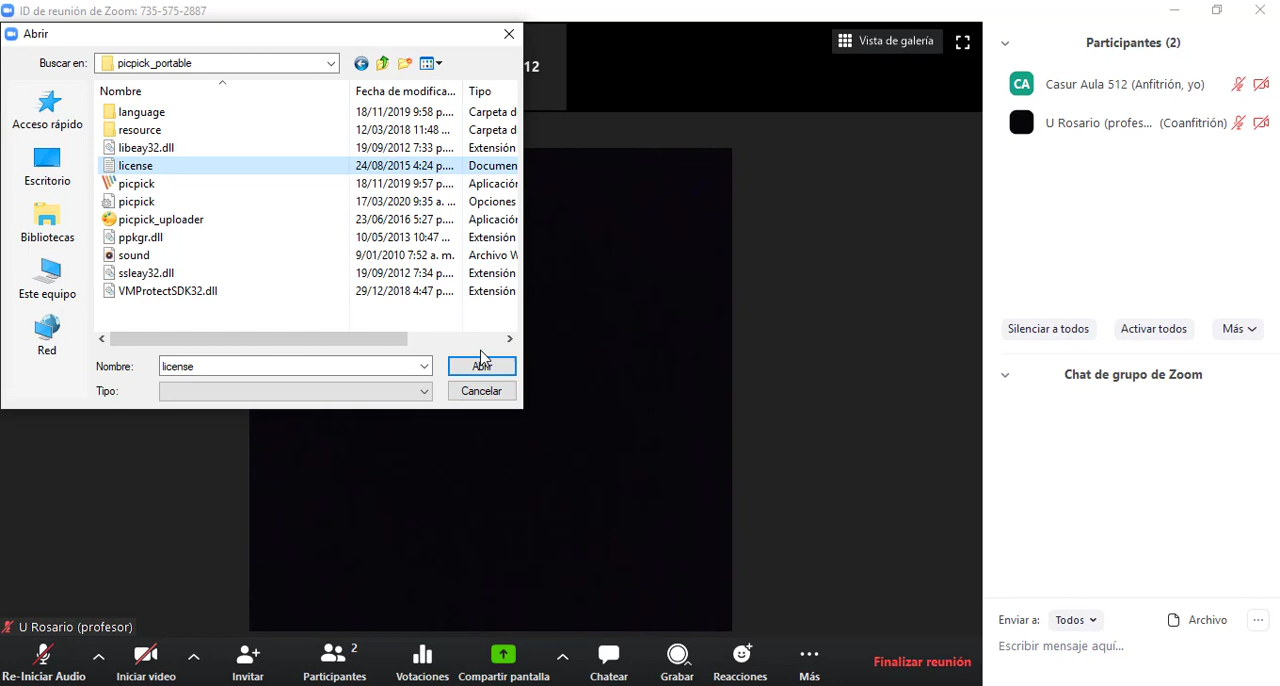 ID de reunión de Zoom: 735-575-2887
Abrir
Buscar en: picpick_portable
Nombre Fecha de modifica... Tipo
language 18/11/2019 9:58 p.... Carpeta d
resource 12/03/2018 11:48 ... Carpeta d
libeay32.dll 19/09/2012 7:33 p.... Extensión
license 24/08/2015 4:24 p.... Documen
picpick 18/11/2019 9:57 p.... Aplicación
picpick 17/03/2020 9:35 a. ... Opciones
picpick_uploader 23/06/2016 5:27 p.... Aplicación
ppkgr.dll 10/05/2013 10:47 ... Extensión
sound 9/01/2010 7:52 a. m. Archivo W
ssleay32.dll 19/09/2012 7:34 p.... Extensión
VMProtectSDK32.dll 29/12/2018 4:47 p.... Extensión
Acceso rápido
Escritorio
Bibliotecas
Este equipo
Red
Nombre: license Abrir
Tipo: Cancelar
12
Vista de galería
Participantes (2)
CA Casur Aula 512 (Anfitrión, yo)
U Rosario (profes... (Coanfitrión)
Silenciar a todos Activar todos Más
Chat de grupo de Zoom
Enviar a: Todos Archivo ...
Escribir mensaje aquí...
U Rosario (profesor)
Re-Iniciar Audio Iniciar video Invitar Participantes 2 Votaciones Compartir pantalla Chatear Grabar Reacciones Más
Finalizar reunión